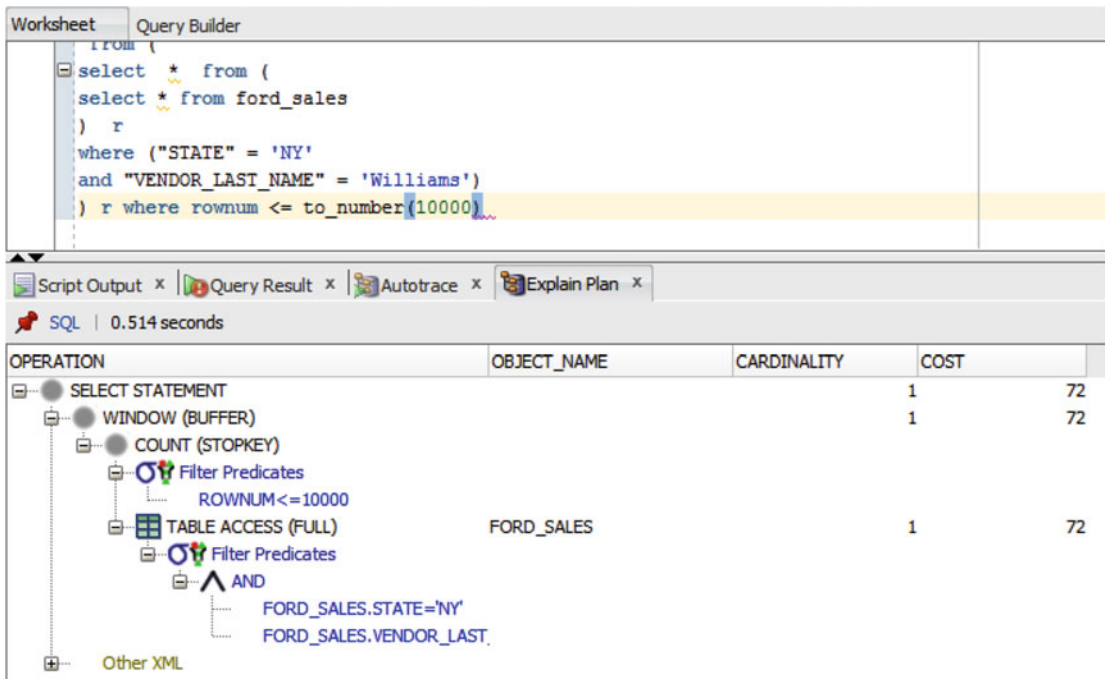 Worksheet Query Builder
from (
select * from (
select * from ford_sales
) r
where ("STATE" = 'NY'
and "VENDOR_LAST_NAME" = 'Williams')
) r where rownum <= to_number(10000)
Script Output x Query Result x Autotrace x Explain Plan x
SQL | 0.514 seconds
OPERATION OBJECT_NAME CARDINALITY COST
SELECT STATEMENT 1 72
WINDOW (BUFFER) 1 72
COUNT (STOPKEY)
Filter Predicates
ROWNUM<=10000
TABLE ACCESS (FULL) FORD_SALES 1 72
Filter Predicates
AND
FORD_SALES.STATE='NY'
FORD_SALES.VENDOR_LAST_
Other XML